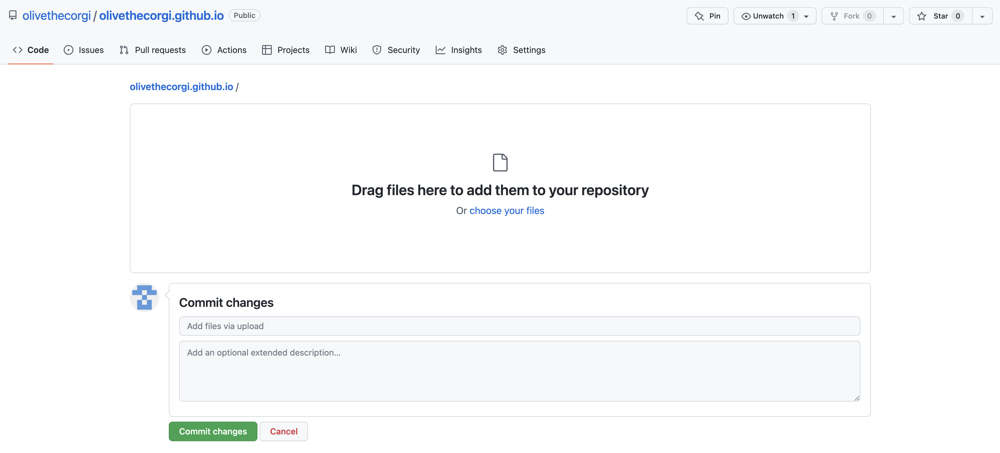 olivethecorgi / olivethecorgi.github.io Public Pin Unwatch 1 Fork 0 Star 0
Code Issues Pull requests Actions Projects Wiki Security Insights Settings
olivethecorgi.github.io /
Drag files here to add them to your repository
Or choose your files
Commit changes
Add files via upload
Add an optional extended description...
Commit changes Cancel